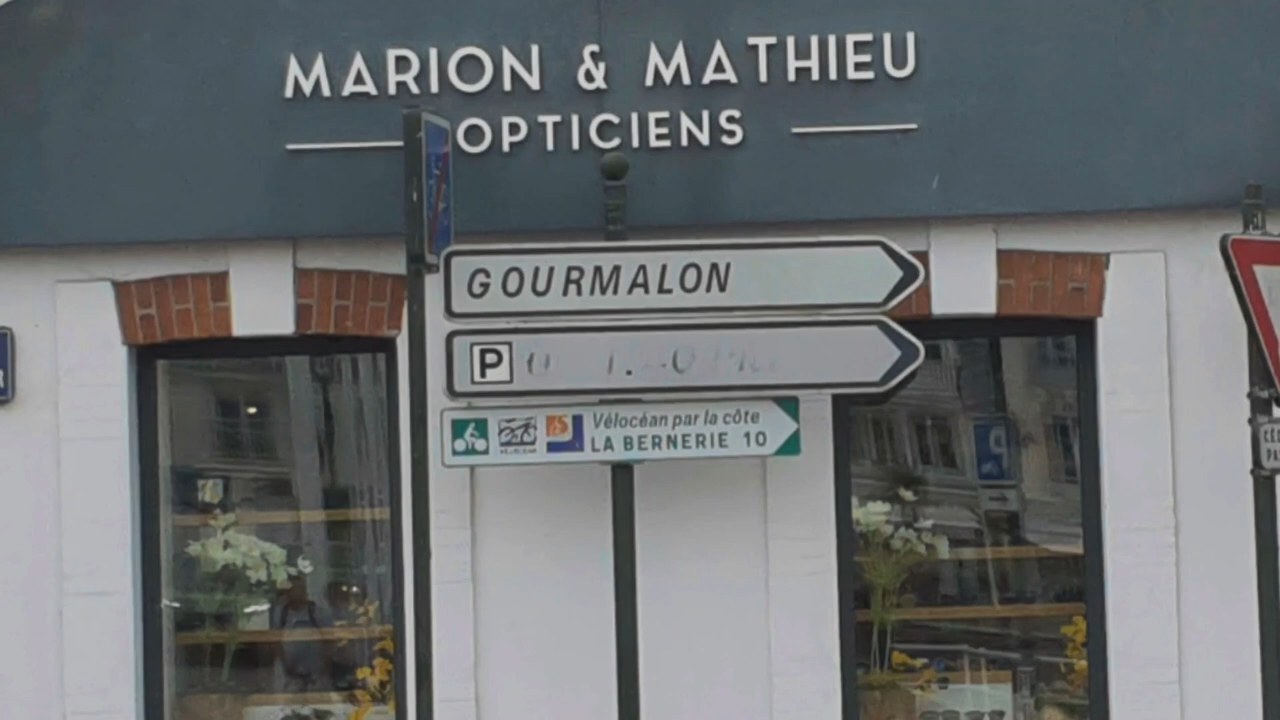 MARION & MATHIEU
OPTICIENS
GOURMALON
P
Vélocéan par la côte
LA BERNERIE 10